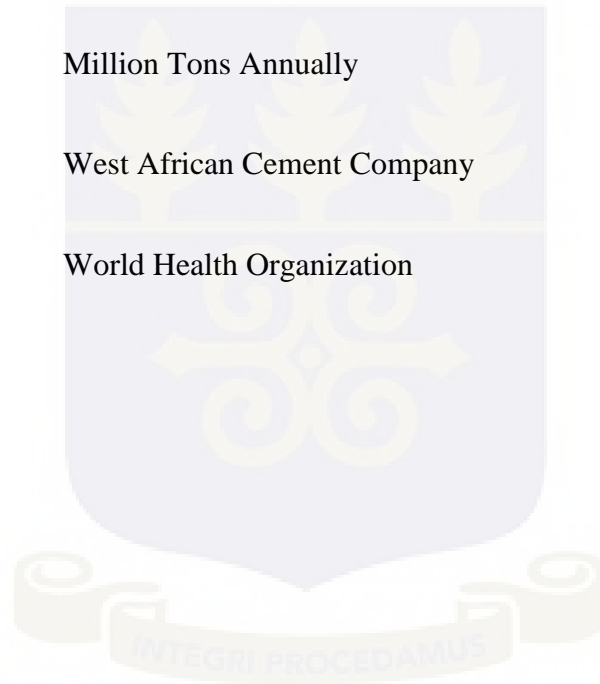 Million Tons Annually
West African Cement Company
World Health Organization
INTEGRI PROCEDAMUS